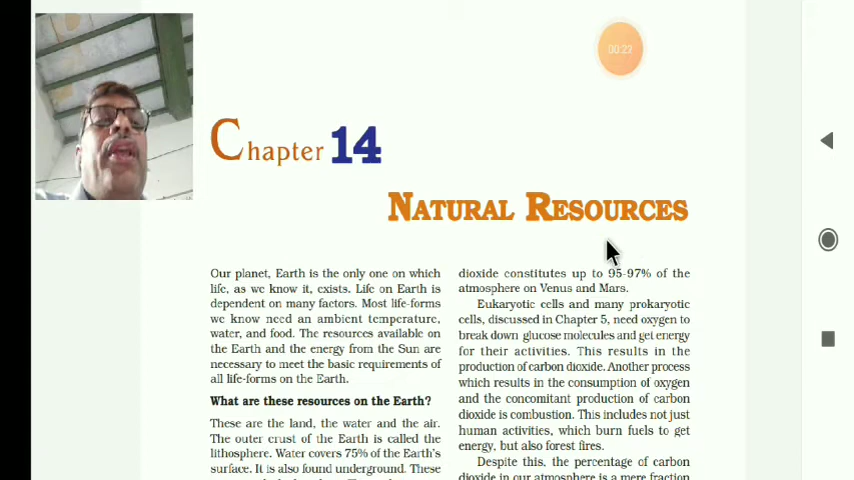 00:22
Chapter 14
NATURAL RESOURCES
Our planet, Earth is the only one on which
life, as we know it, exists. Life on Earth is
dependent on many factors. Most life-forms
we know need an ambient temperature,
water, and food. The resources available on
the Earth and the energy from the Sun are
necessary to meet the basic requirements of
all life-forms on the Earth.
What are these resources on the Earth?
These are the land, the water and the air.
The outer crust of the Earth is called the
lithosphere. Water covers 75% of the Earth's
surface. It is also found underground. These
dioxide constitutes up to 95-97% of the
atmosphere on Venus and Mars.
Eukaryotic cells and many prokaryotic
cells, discussed in Chapter 5, need oxygen to
break down glucose molecules and get energy
for their activities. This results in the
production of carbon dioxide. Another process
which results in the consumption of oxygen
and the concomitant production of carbon
dioxide is combustion. This includes not just
human activities, which burn fuels to get
energy, but also forest fires.
Despite this, the percentage of carbon
dioxide in our atmosphere is a mere fraction